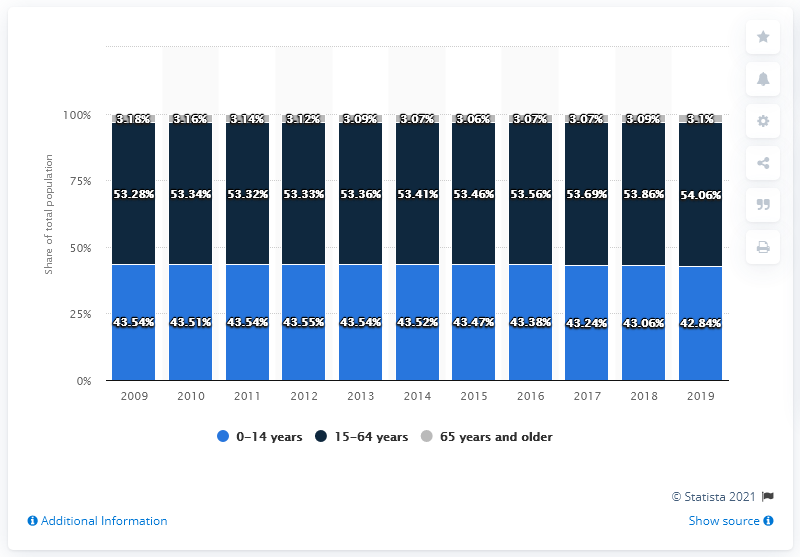 100%
75%
50%
25%
0%
Share of total population
3.18% 3.16% 3.14% 3.12% 3.09% 3.07% 3.06% 3.07% 3.07% 3.09% 3.1%
53.28% 53.34% 53.32% 53.33% 53.36% 53.41% 53.46% 53.56% 53.69% 53.86% 54.06%
43.54% 43.51% 43.54% 43.55% 43.54% 43.52% 43.47% 43.38% 43.24% 43.06% 42.84%
2009 2010 2011 2012 2013 2014 2015 2016 2017 2018 2019
0-14 years 15-64 years 65 years and older
© Statista 2021
Additional Information Show source